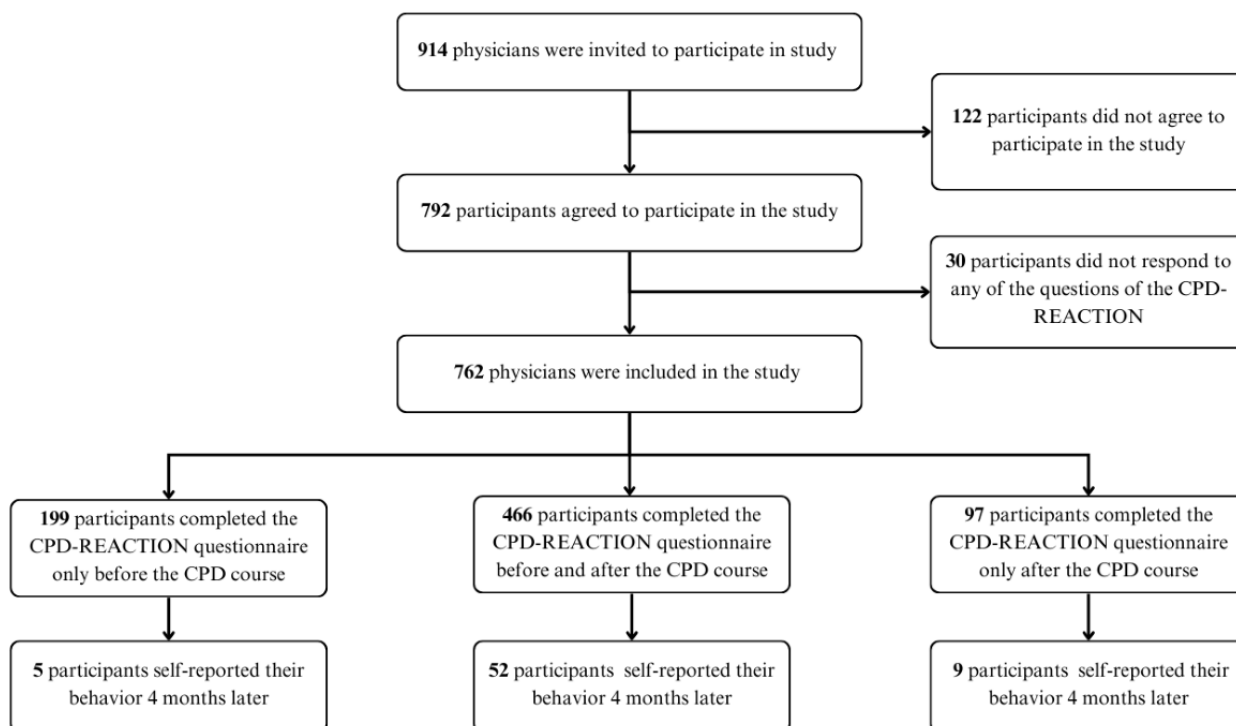 914 physicians were invited to participate in study
122 participants did not agree to
participate in the study
792 participants agreed to participate in the study
30 participants did not respond to
any of the questions of the CPD-
REACTION
762 physicians were included in the study
199 participants completed the
CPD-REACTION questionnaire
only before the CPD course
466 participants completed the
CPD-REACTION questionnaire
before and after the CPD course
97 participants completed the
CPD-REACTION questionnaire
only after the CPD course
5 participants self-reported their
behavior 4 months later
52 participants self-reported their
behavior 4 months later
9 participants self-reported their
behavior 4 months later